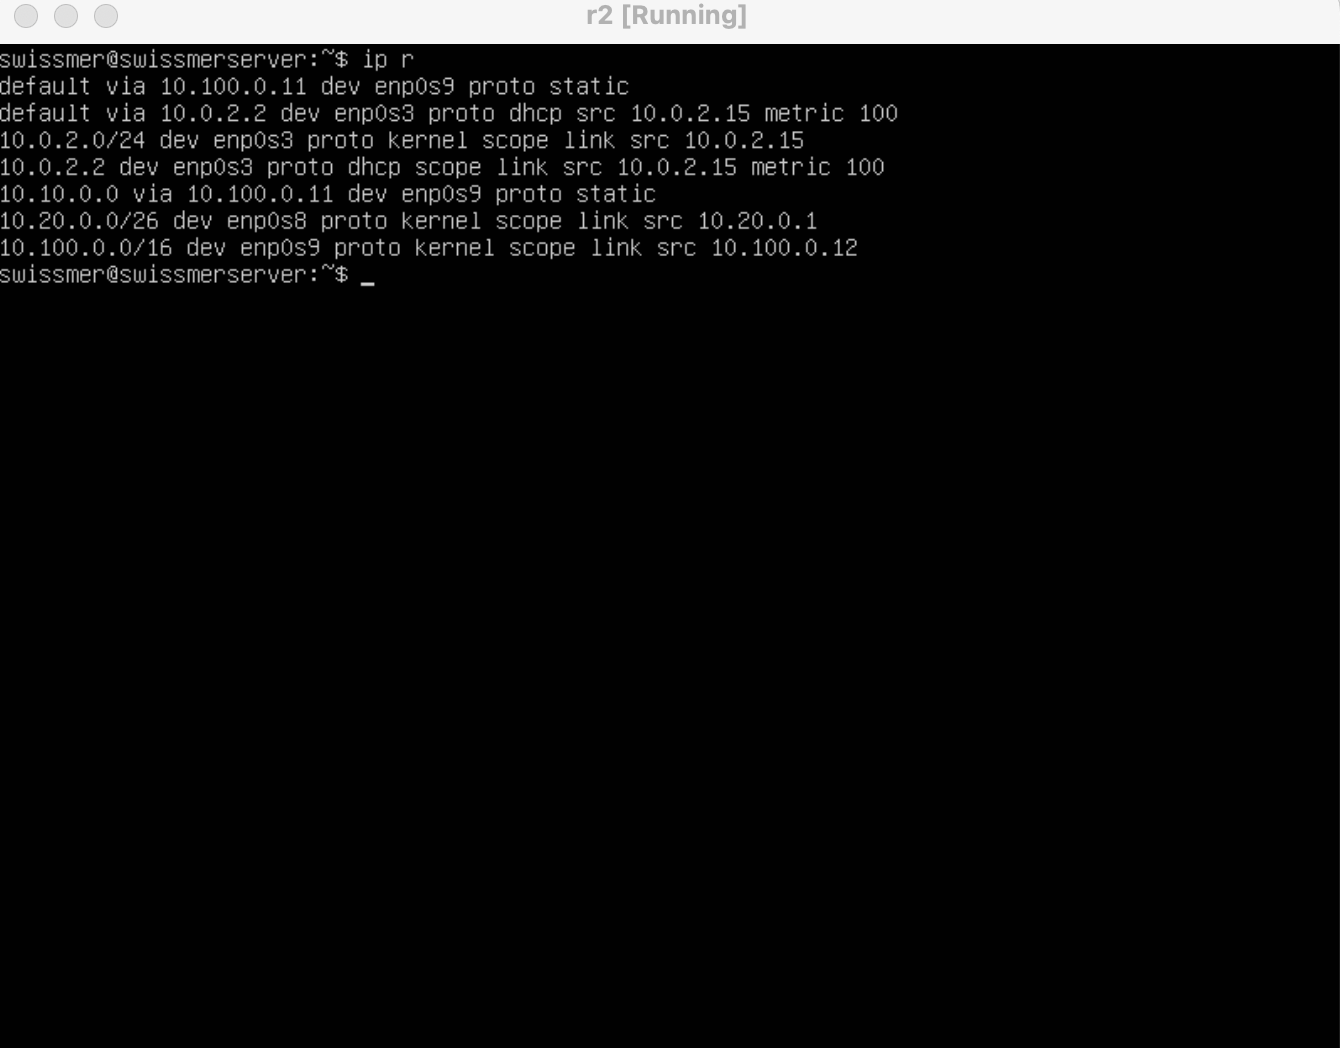 r2 [Running]
swissmer@swissmerserver:~$ ip r
default via 10.100.0.11 dev enp0s9 proto static
default via 10.0.2.2 dev enp0s3 proto dhcp src 10.0.2.15 metric 100
10.0.2.0/24 dev enp0s3 proto kernel scope link src 10.0.2.15
10.0.2.2 dev enp0s3 proto dhcp scope link src 10.0.2.15 metric 100
10.10.0.0 via 10.100.0.11 dev enp0s9 proto static
10.20.0.0/26 dev enp0s8 proto kernel scope link src 10.20.0.1
10.100.0.0/16 dev enp0s9 proto kernel scope link src 10.100.0.12
swissmer@swissmerserver:~$ _